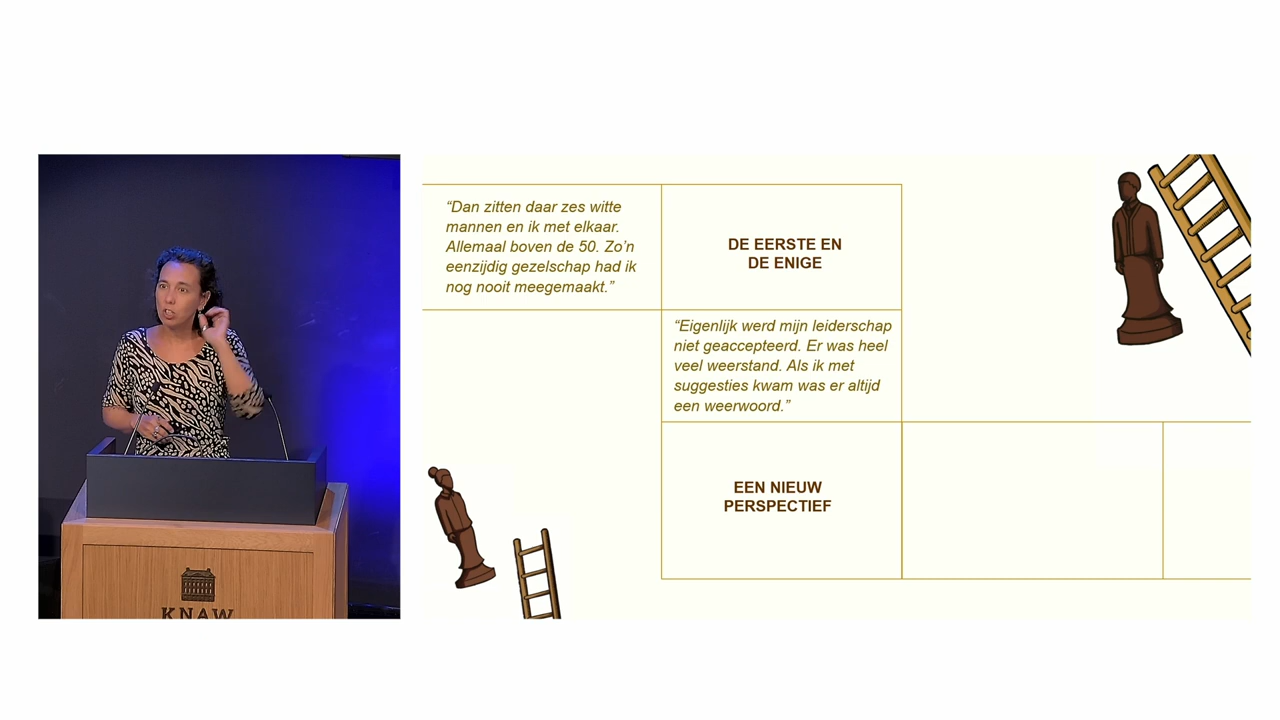 “Dan zitten daar zes witte
mannen en ik met elkaar.
Allemaal boven de 50. Zo’n
eenzijdig gezelschap had ik
nog nooit meegemaakt.”
DE EERSTE EN
DE ENIGE
“Eigenlijk werd mijn leiderschap
niet geaccepteerd. Er was heel
veel weerstand. Als ik met
suggesties kwam was er altijd
een weerwoord.”
EEN NIEUW
PERSPECTIEF
KNAW